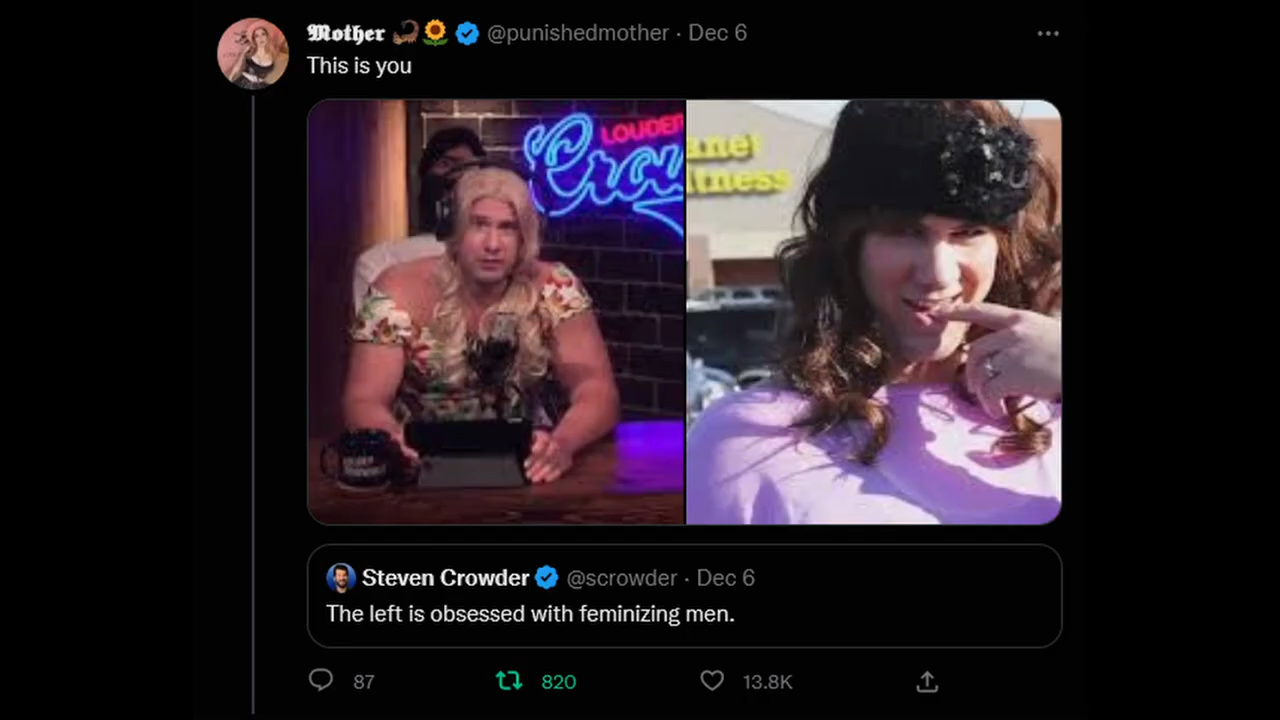 Mother 🦂🌻 @punishedmother · Dec 6
This is you
LOUDER
Crow
anet
itness
Steven Crowder @scrowder · Dec 6
The left is obsessed with feminizing men.
87 820 13.8K